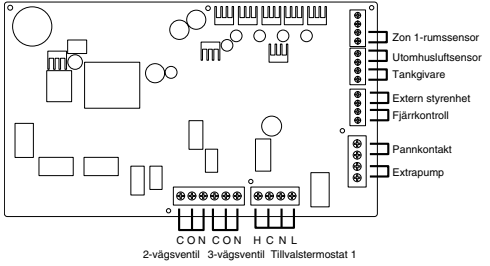 Zon 1-rumssensor
Utomhusluftsensor
Tankgivare
Extern styrenhet
Fjärrkontroll
Pannkontakt
Extrapump
C O N C O N H C N L
2-vägsventil 3-vägsventil Tillvalstermostat 1